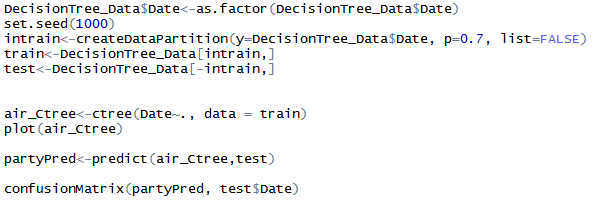 DecisionTree_Data$Date<-as.factor(DecisionTree_Data$Date)
set.seed(1000)
intrain<-createDataPartition(y=DecisionTree_Data$Date, p=0.7, list=FALSE)
train<-DecisionTree_Data[intrain,]
test<-DecisionTree_Data[-intrain,]
air_Ctree<-ctree(Date~., data = train)
plot(air_Ctree)
partyPred<-predict(air_Ctree,test)
confusionMatrix(partyPred, test$Date)